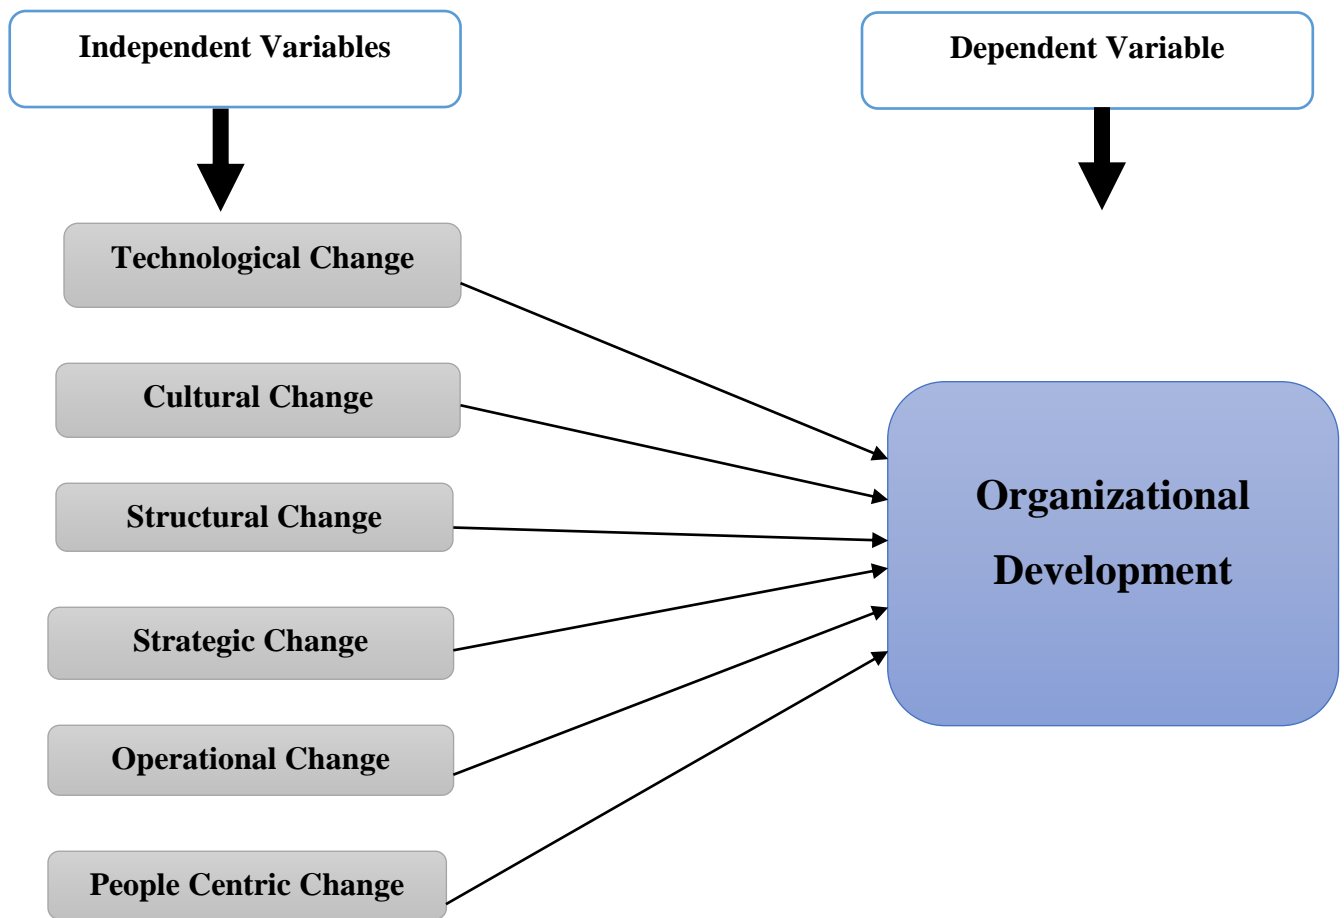 Independent Variables
Dependent Variable
Technological Change
Cultural Change
Structural Change
Strategic Change
Operational Change
People Centric Change
Organizational
Development